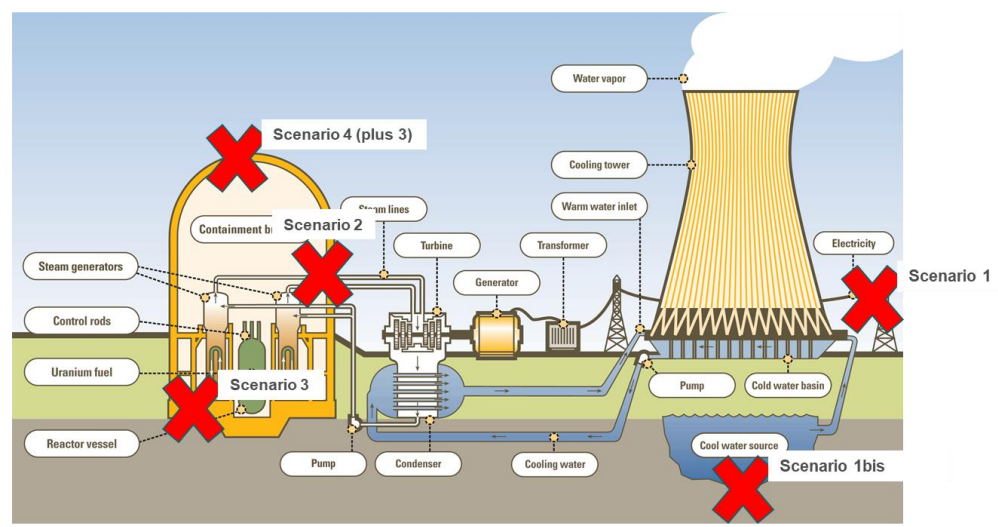 Water vapor
Scenario 4 (plus 3)
Cooling tower
Steam lines
Warm water inlet
Scenario 2
Containment b
Turbine
Transformer
Electricity
Steam generators
Scenario 1
Generator
Control rods
Uranium fuel
Scenario 3
Pump
Cold water basin
Reactor vessel
Cool water source
Pump
Condenser
Cooling water
Scenario 1bis